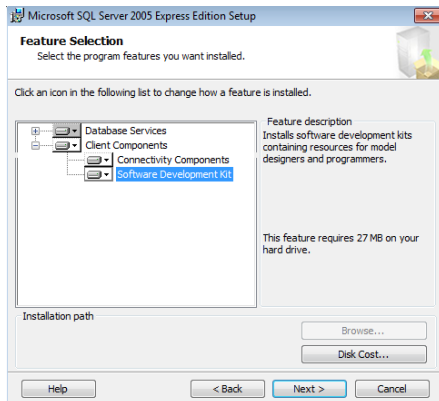 Microsoft SQL Server 2005 Express Edition Setup
Feature Selection
Select the program features you want installed.
Click an icon in the following list to change how a feature is installed.
Database Services
Client Components
Connectivity Components
Software Development Kit
Feature description
Installs software development kits
containing resources for model
designers and programmers.
This feature requires 27 MB on your
hard drive.
Installation path
Browse...
Disk Cost...
Help
< Back
Next >
Cancel